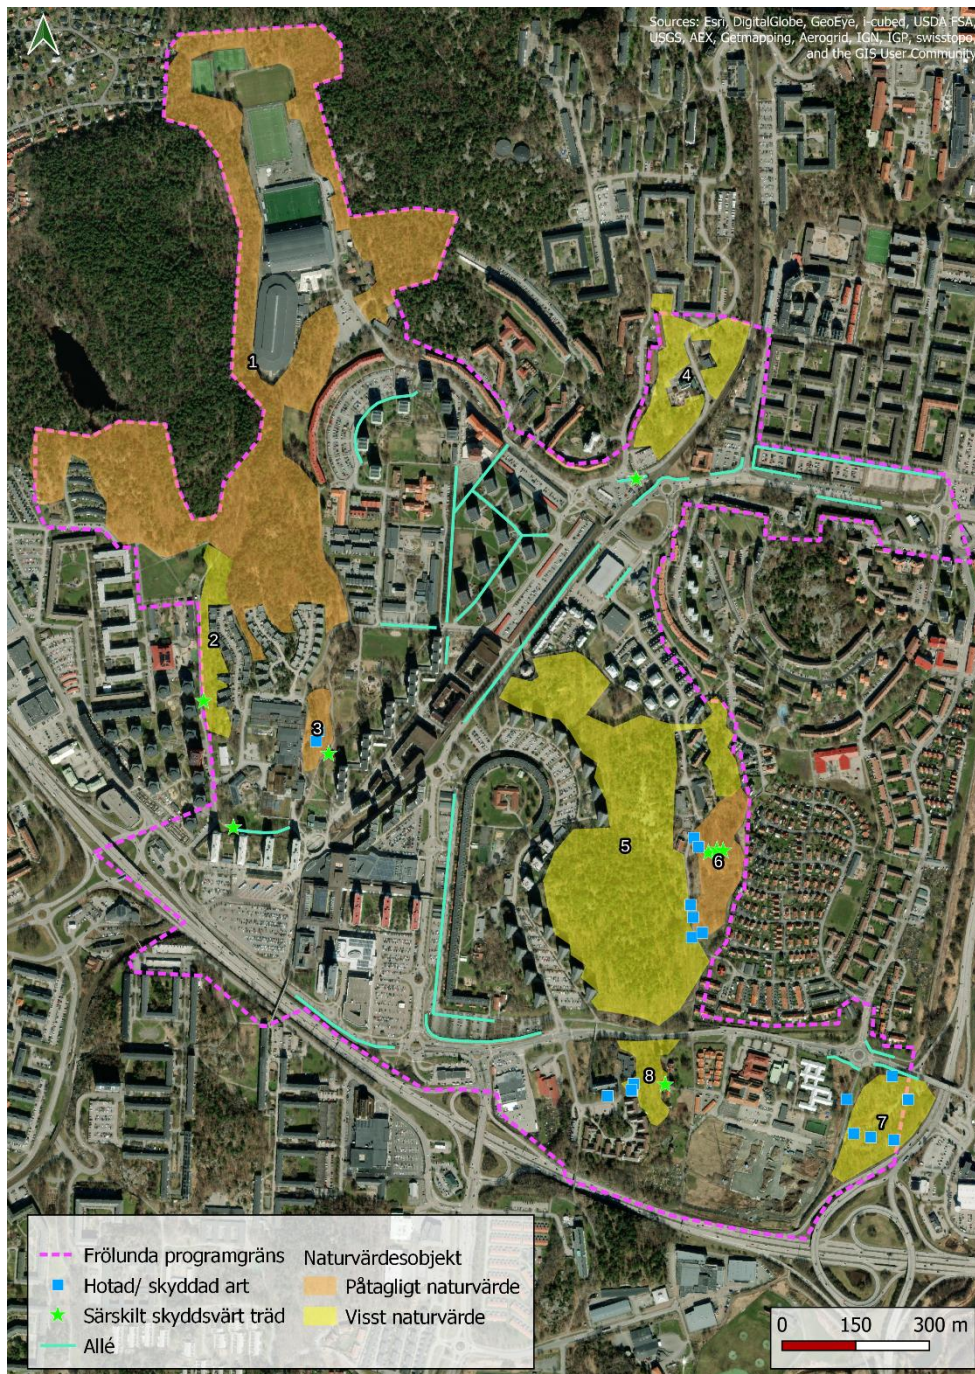 Sources: Esri, DigitalGlobe, GeoEye, i-cubed, USDA FSA,
USGS, AEX, Getmapping, Aerogrid, IGN, IGP, swisstopo,
and the GIS User Community
1
4
2
3
5
6
8
7
Frölunda programgräns
Hotad/ skyddad art
Särskilt skyddsvärt träd
Allé
Naturvärdesobjekt
Påtagligt naturvärde
Visst naturvärde
0 150 300 m